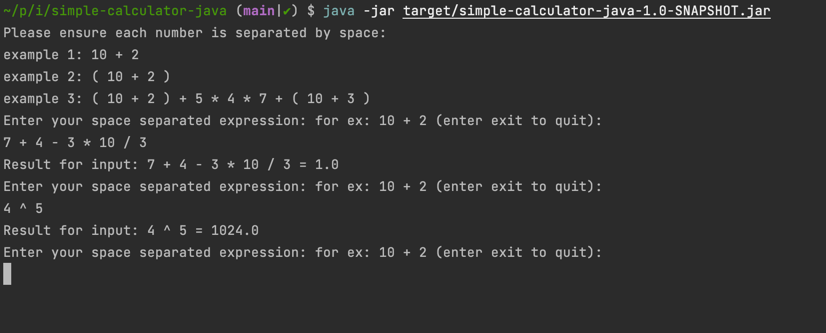 ~/p/i/simple-calculator-java (main|✔) $ java -jar target/simple-calculator-java-1.0-SNAPSHOT.jar
Please ensure each number is separated by space:
example 1: 10 + 2
example 2: ( 10 + 2 )
example 3: ( 10 + 2 ) + 5 * 4 * 7 + ( 10 + 3 )
Enter your space separated expression: for ex: 10 + 2 (enter exit to quit):
7 + 4 - 3 * 10 / 3
Result for input: 7 + 4 - 3 * 10 / 3 = 1.0
Enter your space separated expression: for ex: 10 + 2 (enter exit to quit):
4 ^ 5
Result for input: 4 ^ 5 = 1024.0
Enter your space separated expression: for ex: 10 + 2 (enter exit to quit):